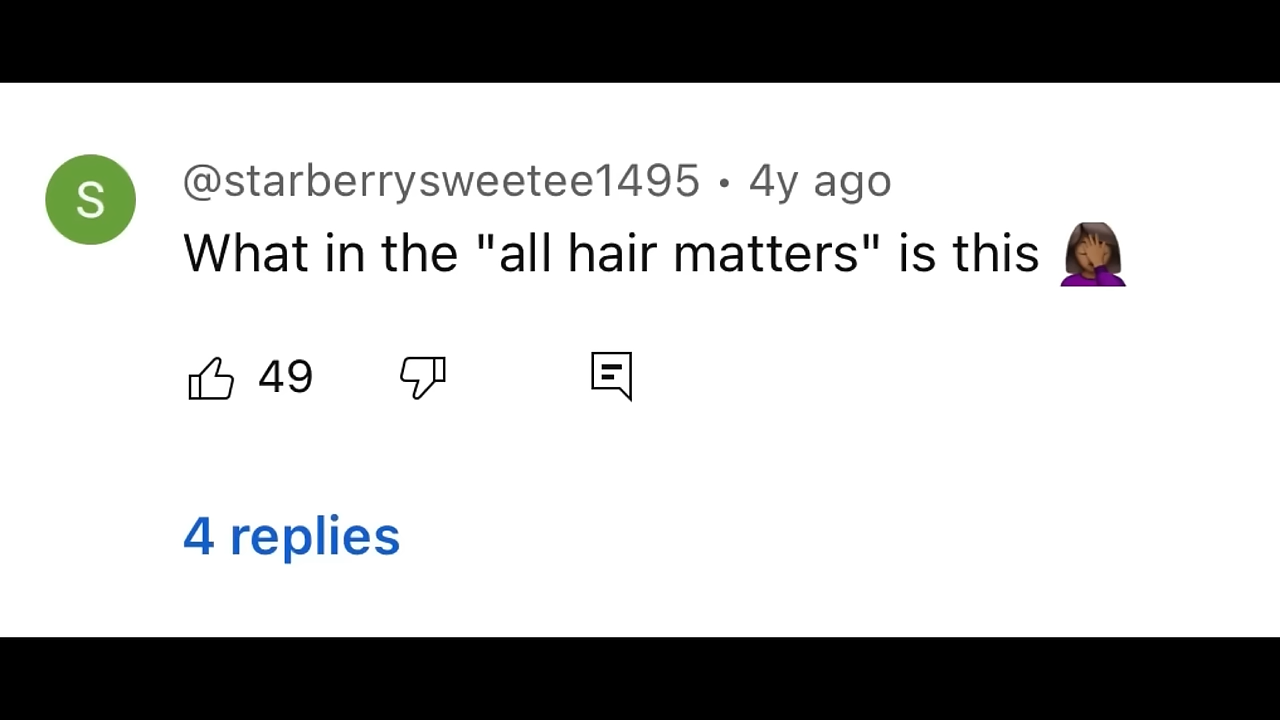 S
@starberrysweetee1495 • 4y ago
What in the "all hair matters" is this 🤦🏾‍♀️
49
4 replies